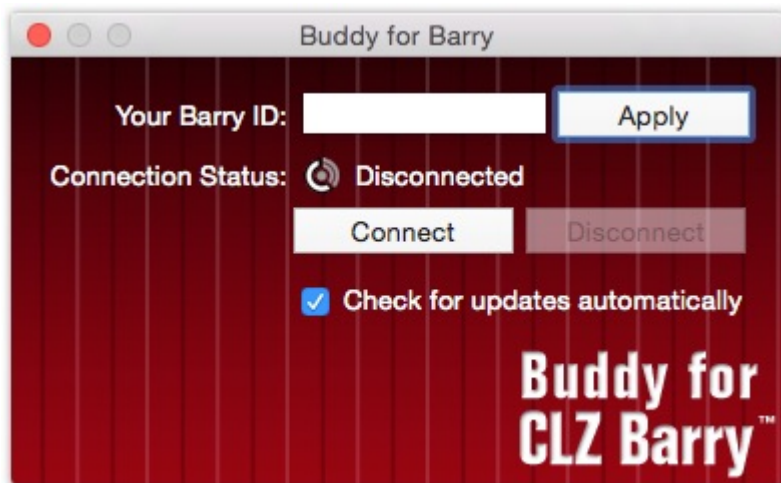 Buddy for Barry
Your Barry ID: Apply
Connection Status: Disconnected
Connect Disconnect
Check for updates automatically
Buddy for
CLZ Barry™